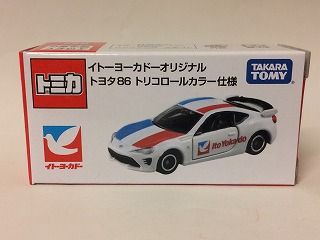 トミカ
イトーヨーカドーオリジナル
トヨタ86 トリコロールカラー仕様
TAKARA
TOMY
イトーヨーカドー
Ito Yokado